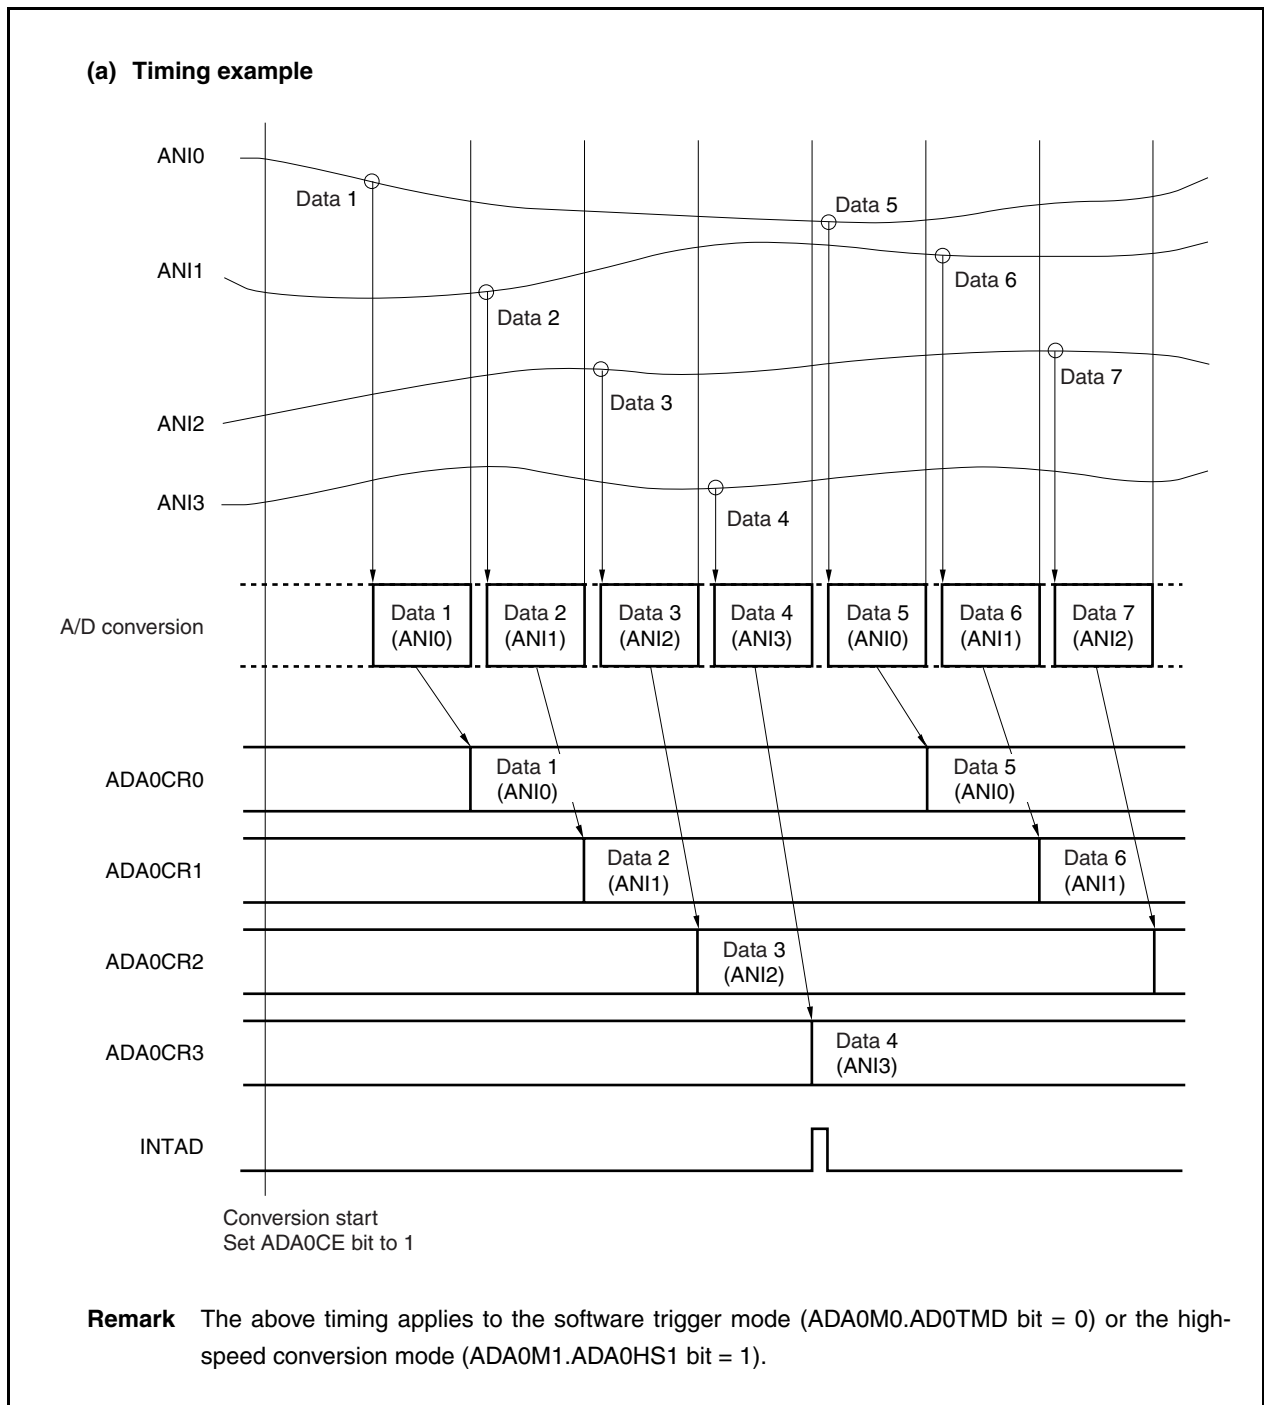 (a) Timing example
ANI0
Data 1
Data 5
ANI1
Data 6
Data 2
Data 7
Data 3
ANI2
ANI3
Data 4
A/D conversion
Data 1
(ANI0)
Data 2
(ANI1)
Data 3
(ANI2)
Data 4
(ANI3)
Data 5
(ANI0)
Data 6
(ANI1)
Data 7
(ANI2)
ADA0CR0
Data 1
(ANI0)
Data 5
(ANI0)
ADA0CR1
Data 2
(ANI1)
Data 6
(ANI1)
ADA0CR2
Data 3
(ANI2)
ADA0CR3
Data 4
(ANI3)
INTAD
Conversion start
Set ADA0CE bit to 1
Remark The above timing applies to the software trigger mode (ADA0M0.AD0TMD bit = 0) or the high-
speed conversion mode (ADA0M1.ADA0HS1 bit = 1).